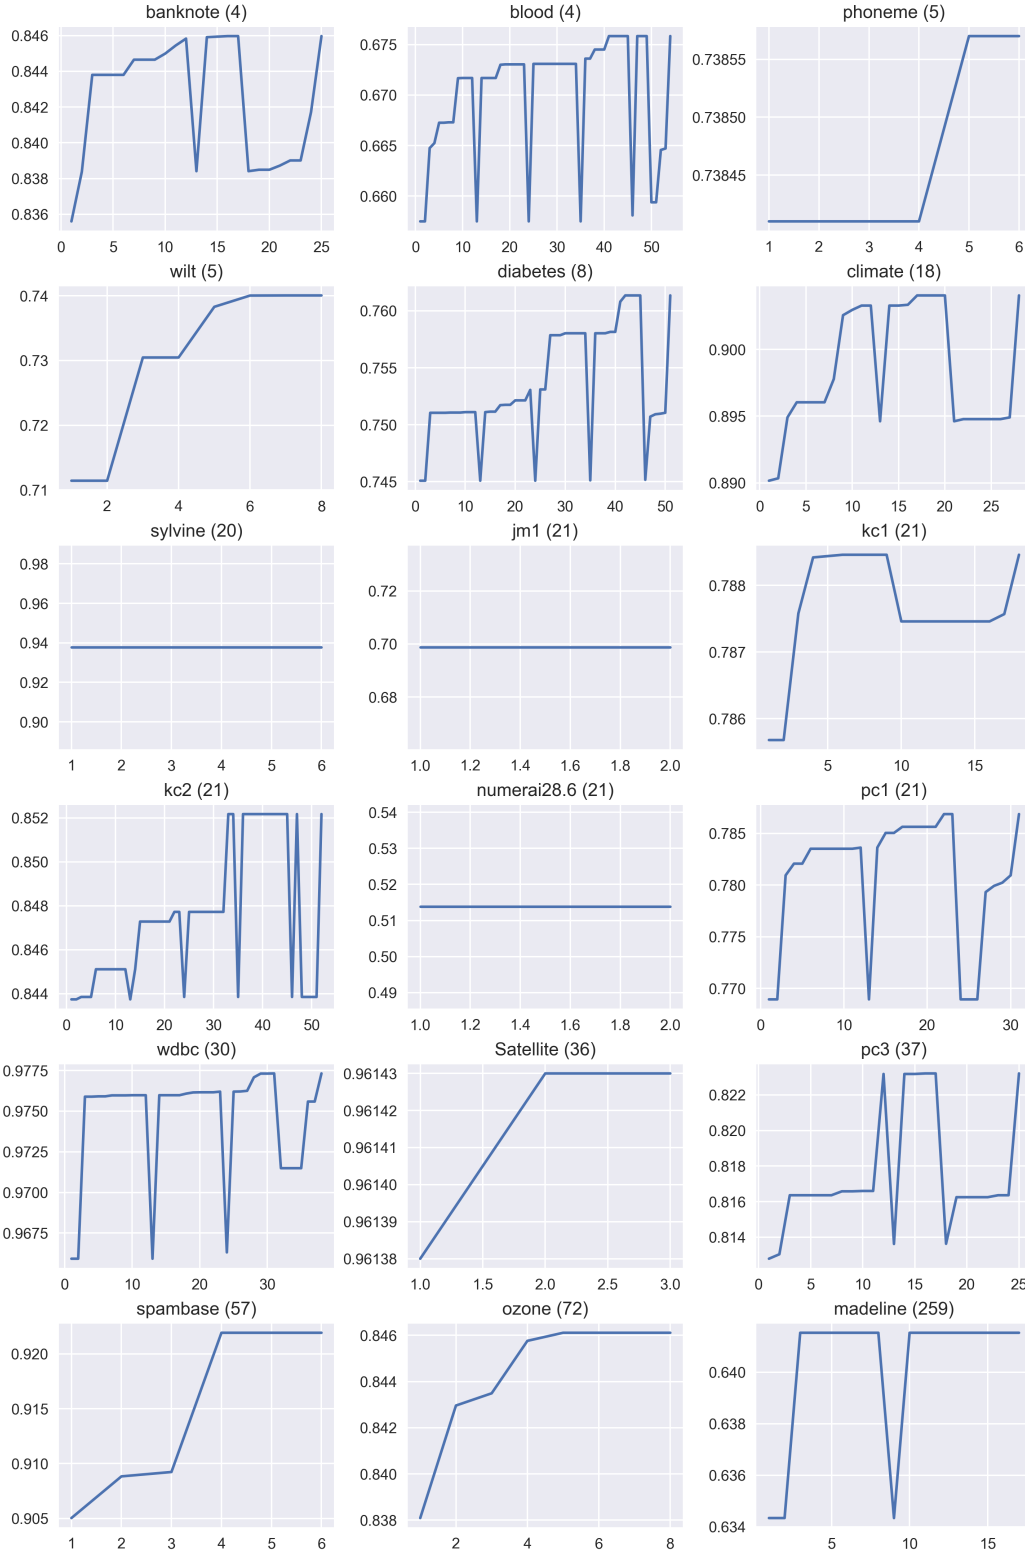 banknote (4)
0.846
0.844
0.842
0.840
0.838
0.836
0 5 10 15 20 25
blood (4)
0.675
0.670
0.665
0.660
0 10 20 30 40 50
phoneme (5)
0.73855
0.73850
0.73845
1 2 3 4 5 6
wilt (5)
0.74
0.73
0.72
0.71
2 4 6 8
diabetes (8)
0.760
0.755
0.750
0.745
0 10 20 30 40 50
climate (18)
0.900
0.895
0.890
0 5 10 15 20 25
sylvine (20)
0.98
0.96
0.94
0.92
0.90
1 2 3 4 5 6
jm1 (21)
0.72
0.70
0.68
1.0 1.2 1.4 1.6 1.8 2.0
kc1 (21)
0.788
0.787
0.786
5 10 15
kc2 (21)
0.852
0.850
0.848
0.846
0.844
0 10 20 30 40 50
numerai28.6 (21)
0.54
0.53
0.52
0.51
0.50
0.49
1.0 1.2 1.4 1.6 1.8 2.0
pc1 (21)
0.785
0.780
0.775
0.770
0 10 20 30
wdbc (30)
0.9775
0.9750
0.9725
0.9700
0.9675
0 10 20 30
Satellite (36)
0.96143
0.96142
0.96141
0.96140
0.96139
0.96138
1.0 1.5 2.0 2.5 3.0
pc3 (37)
0.822
0.820
0.818
0.816
0.814
0 5 10 15 20 25
spambase (57)
0.920
0.915
0.910
0.905
1 2 3 4 5 6
ozone (72)
0.846
0.844
0.842
0.840
0.838
2 4 6 8
madeline (259)
0.640
0.638
0.636
0.634
5 10 15